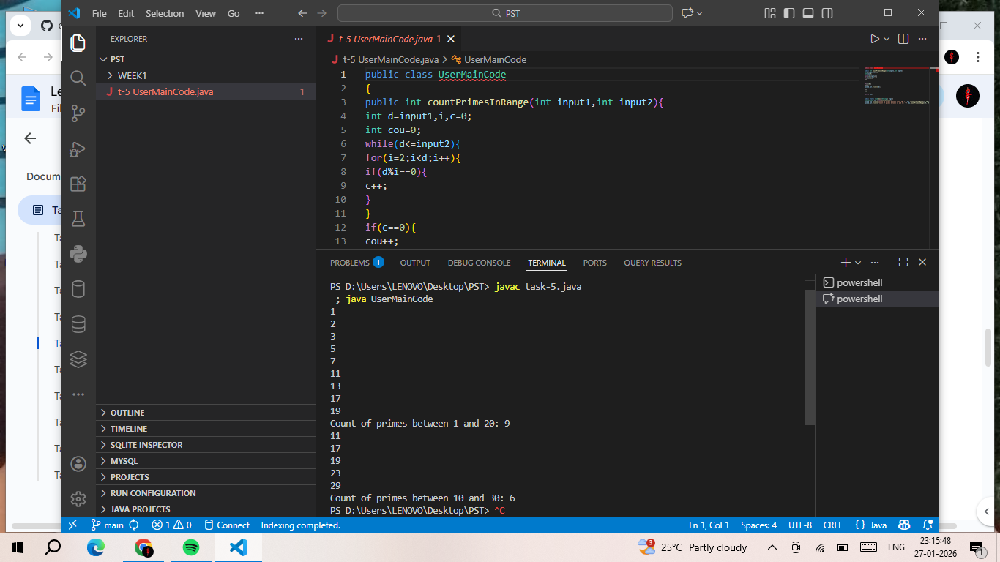 File Edit Selection View Go ··· PST
EXPLORER ···
PST
WEEK1
J t-5 UserMainCode.java 1
J t-5 UserMainCode.java 1
J t-5 UserMainCode.java > UserMainCode
1 public class UserMainCode
2 {
3 public int countPrimesInRange(int input1,int input2){
4 int d=input1,i,c=0;
5 int cou=0;
6 while(d<=input2){
7 for(i=2;i<d;i++){
8 if(d%i==0){
9 c++;
10 }
11 }
12 if(c==0){
13 cou++;
PROBLEMS 1 OUTPUT DEBUG CONSOLE TERMINAL PORTS QUERY RESULTS
PS D:\Users\LENOVO\Desktop\PST> javac task-5.java
; java UserMainCode
1
2
3
5
7
11
13
17
19
Count of primes between 1 and 20: 9
11
17
19
23
29
Count of primes between 10 and 30: 6
PS D:\Users\LENOVO\Desktop\PST> ^C
powershell
powershell
OUTLINE
TIMELINE
SQLITE INSPECTOR
MYSQL
PROJECTS
RUN CONFIGURATION
JAVA PROJECTS
main 1 0 Connect Indexing completed. Ln 1, Col 1 Spaces: 4 UTF-8 CRLF { } Java
Le
Fil
Docum
Ta
Ta
Ta
Ta
Ta
Ta
Ta
Ta
Ta
Ta
Ta
3 25°C Partly cloudy ENG 23:15:48
27-01-2026 1